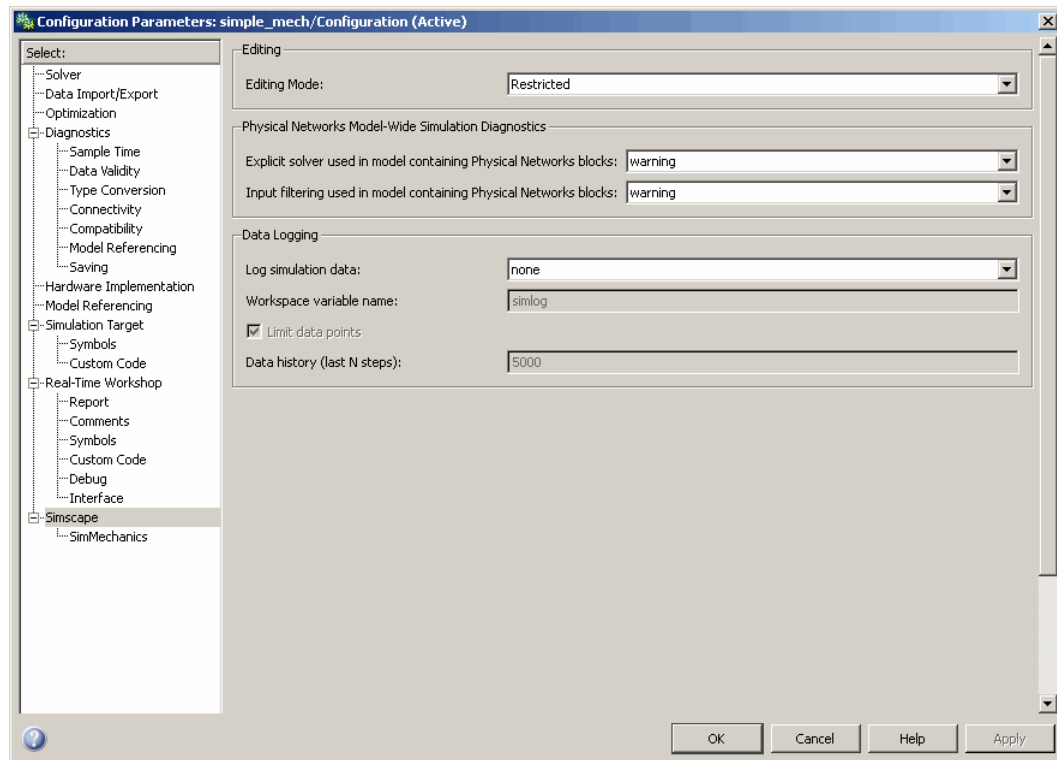 Configuration Parameters: simple_mech/Configuration (Active)
Select:
Solver
Data Import/Export
Optimization
Diagnostics
Sample Time
Data Validity
Type Conversion
Connectivity
Compatibility
Model Referencing
Saving
Hardware Implementation
Model Referencing
Simulation Target
Symbols
Custom Code
Real-Time Workshop
Report
Comments
Symbols
Custom Code
Debug
Interface
Simscape
SimMechanics
Editing
Editing Mode: Restricted
Physical Networks Model-Wide Simulation Diagnostics
Explicit solver used in model containing Physical Networks blocks: warning
Input filtering used in model containing Physical Networks blocks: warning
Data Logging
Log simulation data: none
Workspace variable name: simlog
Limit data points
Data history (last N steps): 5000
OK Cancel Help Apply